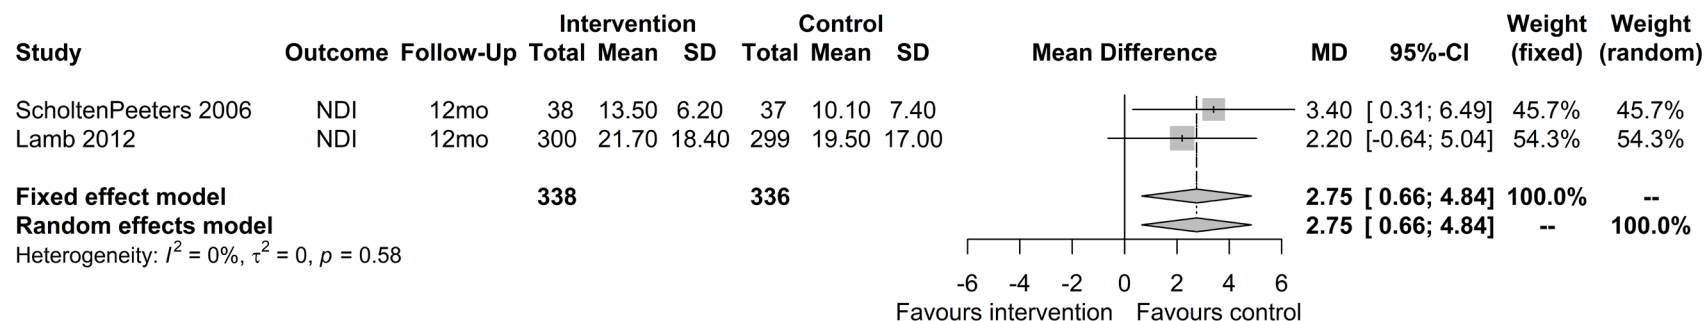 Intervention Control Weight Weight
Study Outcome Follow-Up Total Mean SD Total Mean SD Mean Difference MD 95%-CI (fixed) (random)
ScholtenPeeters 2006 NDI 12mo 38 13.50 6.20 37 10.10 7.40 3.40 [ 0.31; 6.49] 45.7% 45.7%
Lamb 2012 NDI 12mo 300 21.70 18.40 299 19.50 17.00 2.20 [-0.64; 5.04] 54.3% 54.3%
Fixed effect model 338 336 2.75 [ 0.66; 4.84] 100.0% --
Random effects model 2.75 [ 0.66; 4.84] -- 100.0%
Heterogeneity: I² = 0%, τ² = 0, p = 0.58
-6 -4 -2 0 2 4 6
Favours intervention Favours control